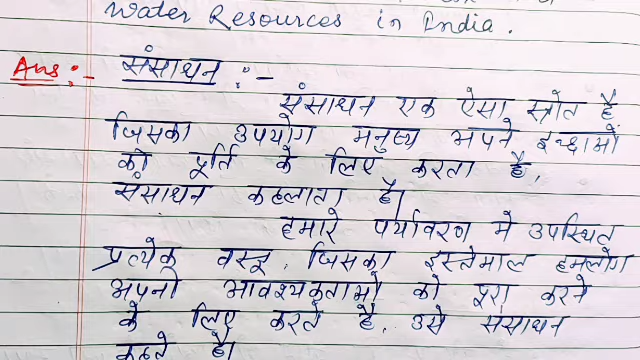 Water Resources in India.
Ans:- संसाधन :-
संसाधन एक ऐसा स्रोत है
जिसका उपयोग मनुष्य अपने इच्छाओं
को पूर्ति के लिए करता है,
संसाधन कहलाता है।
हमारे पर्यावरण में उपस्थित
प्रत्येक वस्तू जिसका इस्तेमाल हमलोग
अपनी आवश्यकताओं को पूरा करने
के लिए करते है, उसे संसाधन
कहते है।